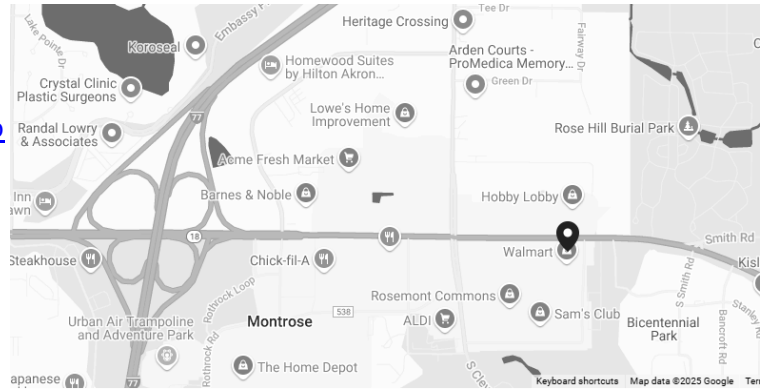 Tee Dr
Embassy P
Heritage Crossing
Lake Pointe Dr
Koroseal
Fairway Dr
Arden Courts -
ProMedica Memory...
Homewood Suites
by Hilton Akron...
Green Dr
Crystal Clinic
Plastic Surgeons
77
Lowe's Home
Improvement
Randal Lowry
& Associates
Rose Hill Burial Park
Acme Fresh Market
Barnes & Noble
Hobby Lobby
Inn
awn
18
Smith Rd
Walmart
Steakhouse
Chick-fil-A
Kisl
S Smith Rd
Rothrock Loop
Rosemont Commons
Stanley Rd
538
Sam's Club
Urban Air Trampoline
and Adventure Park
Montrose
ALDI
Bicentennial
Park
Bancroft Rd
Rothrock Rd
The Home Depot
S Cle
apanese
77
Keyboard shortcuts Map data ©2025 Google Ter